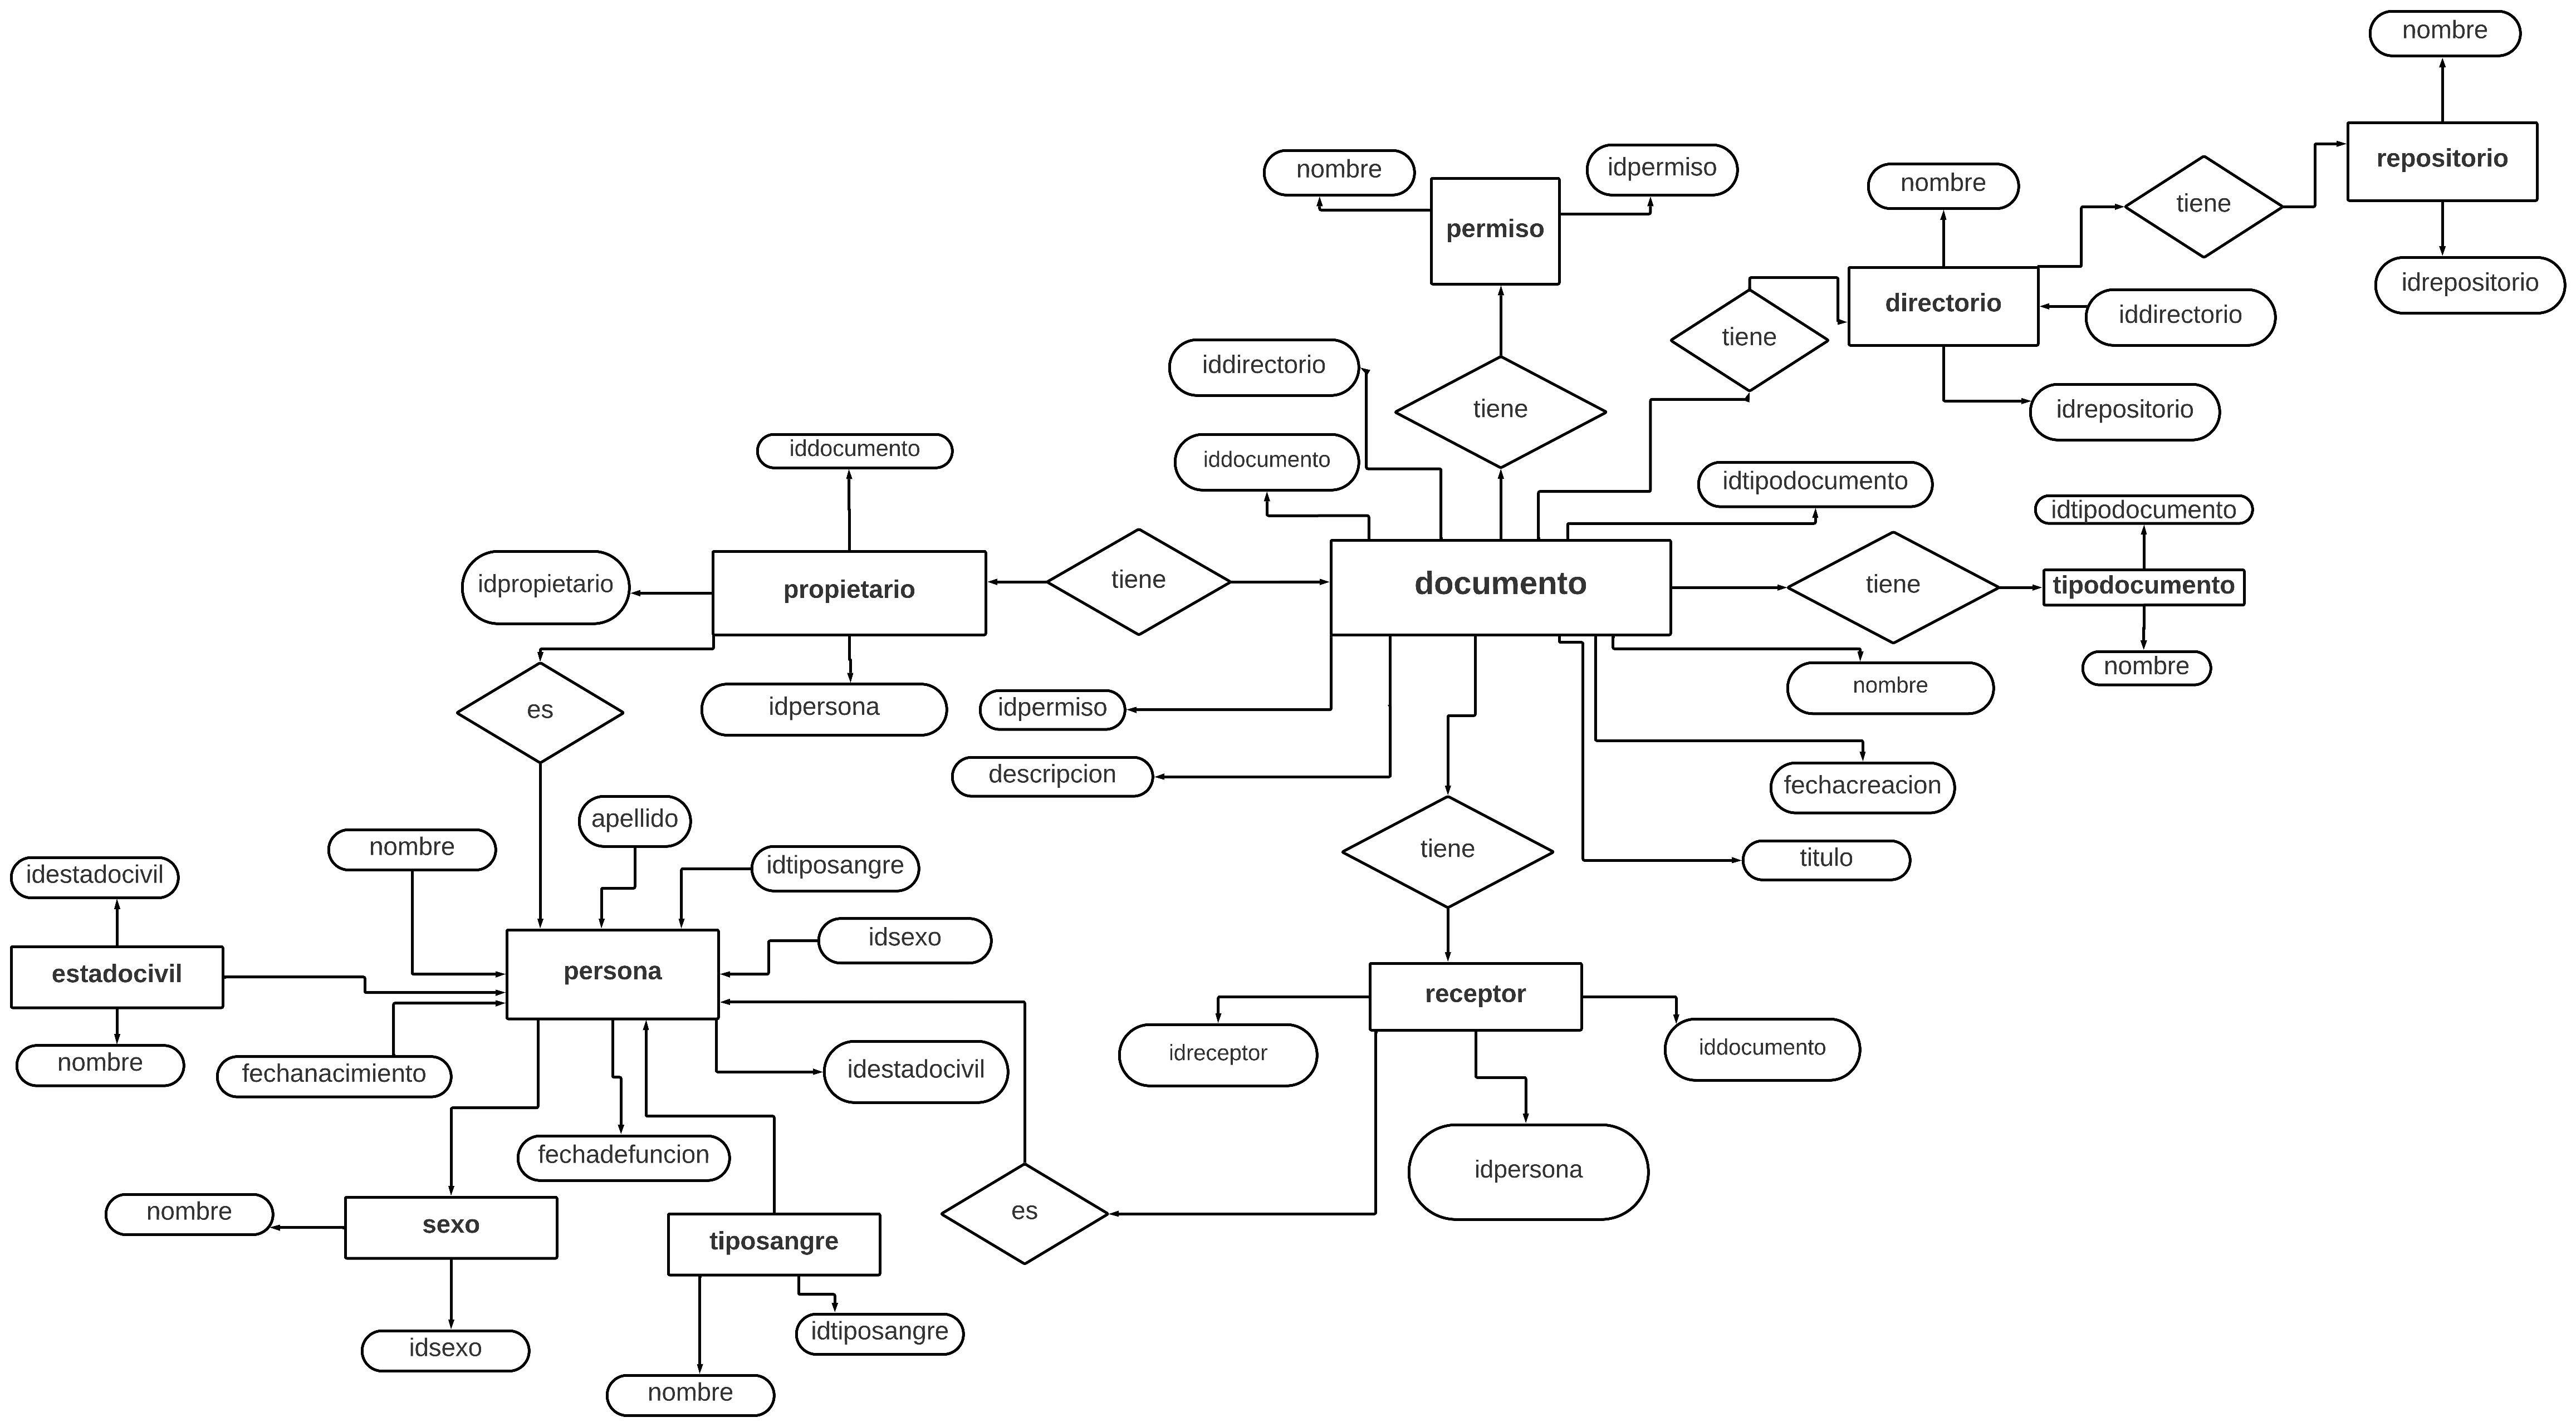 nombre
repositorio
tiene
idrepositorio
nombre
directorio
iddirectorio
idrepositorio
tiene
nombre
idpermiso
permiso
tiene
iddirectorio
iddocumento
idtipodocumento
idtipodocumento
tipodocumento
nombre
tiene
documento
tiene
iddocumento
propietario
idpropietario
idpersona
es
idpermiso
descripcion
nombre
fechacreacion
titulo
tiene
receptor
idreceptor
iddocumento
idpersona
es
apellido
nombre
idtiposangre
idsexo
persona
idestadocivil
estadocivil
nombre
fechanacimiento
idestadocivil
fechadefuncion
nombre
sexo
idsexo
tiposangre
idtiposangre
nombre